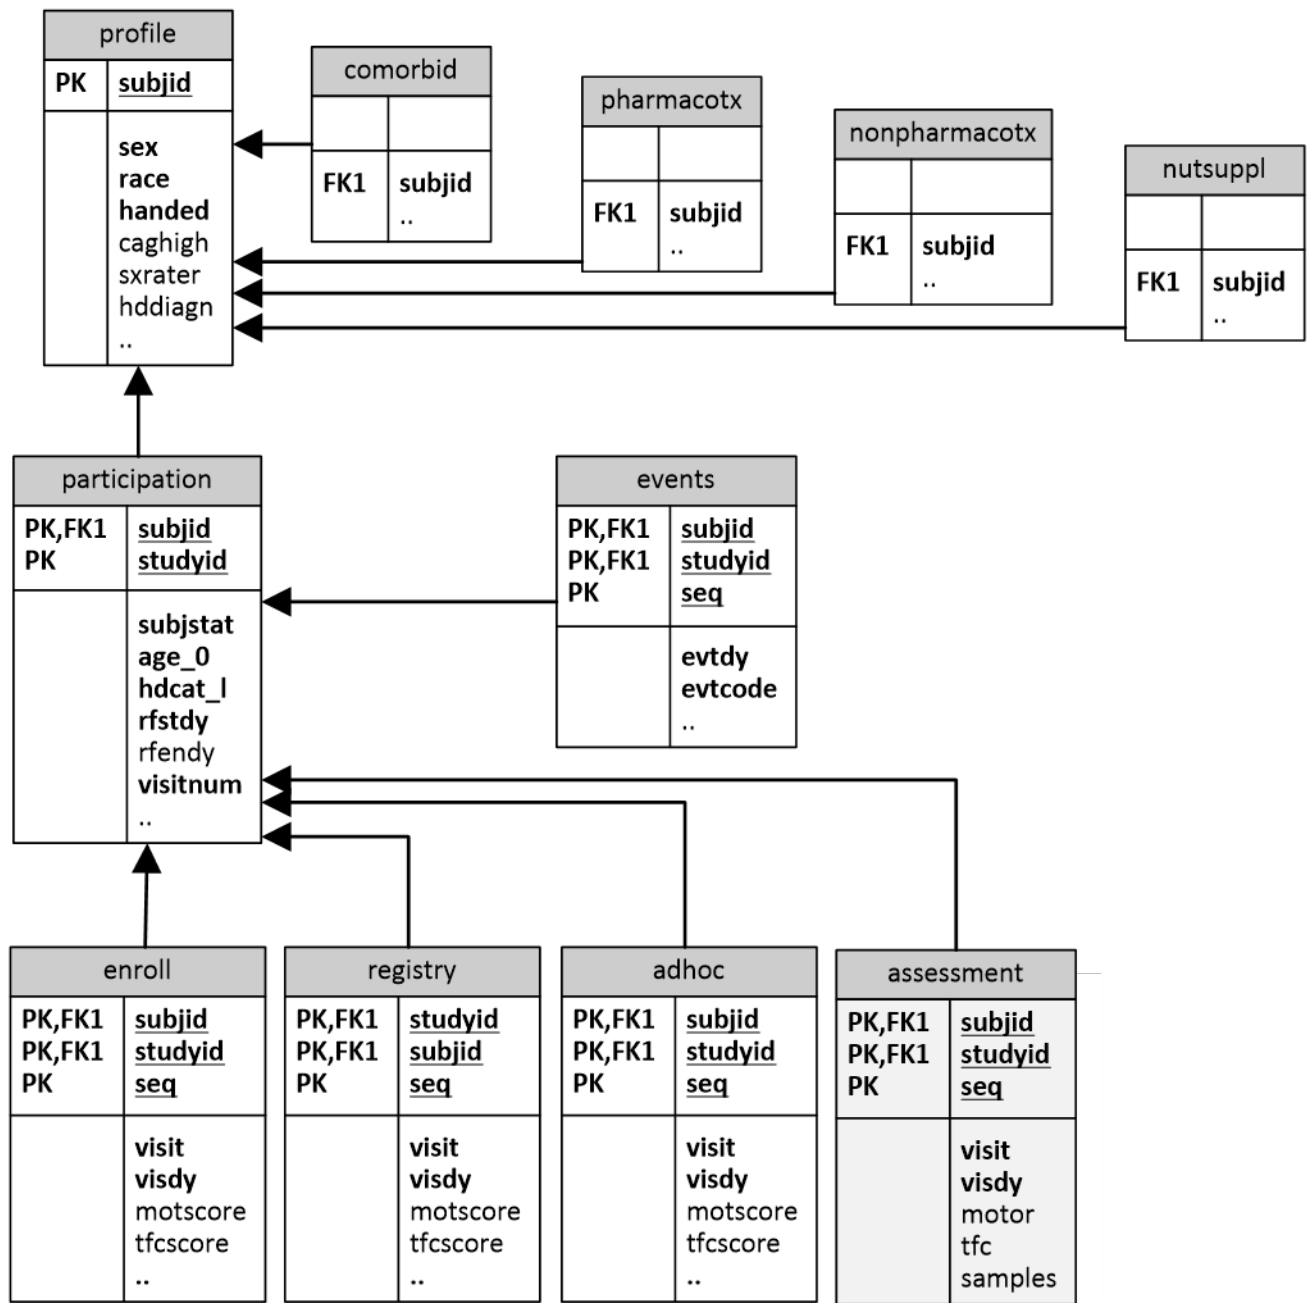 profile
PK subjid
sex
race
handed
caghigh
sxrater
hddiagn
..
comorbid
FK1 subjid
..
pharmacotx
FK1 subjid
..
nonpharmacotx
FK1 subjid
..
nutsuppl
FK1 subjid
..
participation
PK,FK1 subjid
PK studyid
subjstat
age_0
hdcat_l
rfstdy
rfendy
visitnum
..
events
PK,FK1 subjid
PK,FK1 studyid
PK seq
evtdy
evtcode
..
enroll
PK,FK1 subjid
PK,FK1 studyid
PK seq
visit
visdy
motscore
tfcscore
..
registry
PK,FK1 studyid
PK,FK1 subjid
PK seq
visit
visdy
motscore
tfcscore
..
adhoc
PK,FK1 subjid
PK,FK1 studyid
PK seq
visit
visdy
motscore
tfcscore
..
assessment
PK,FK1 subjid
PK,FK1 studyid
PK seq
visit
visdy
motor
tfc
samples